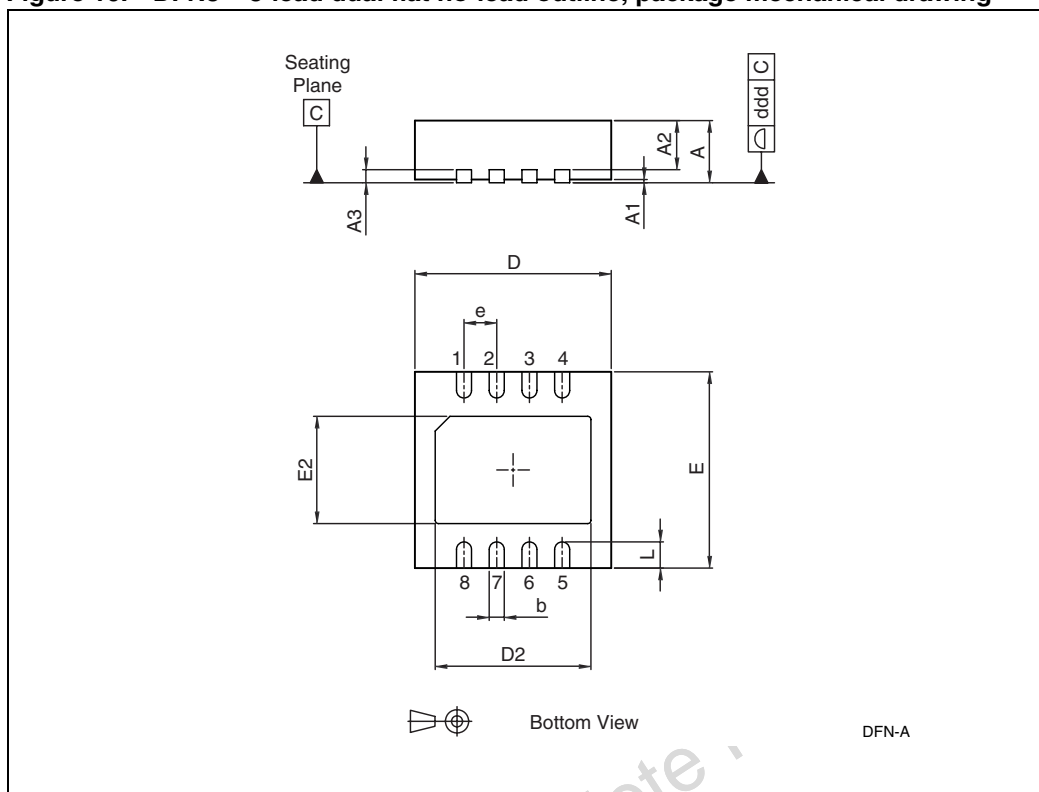 Seating
Plane
C
A3
A2
A
A1
ddd C
D
e
1 2 3 4
E2
E
L
8 7 6 5
b
D2
Bottom View
DFN-A